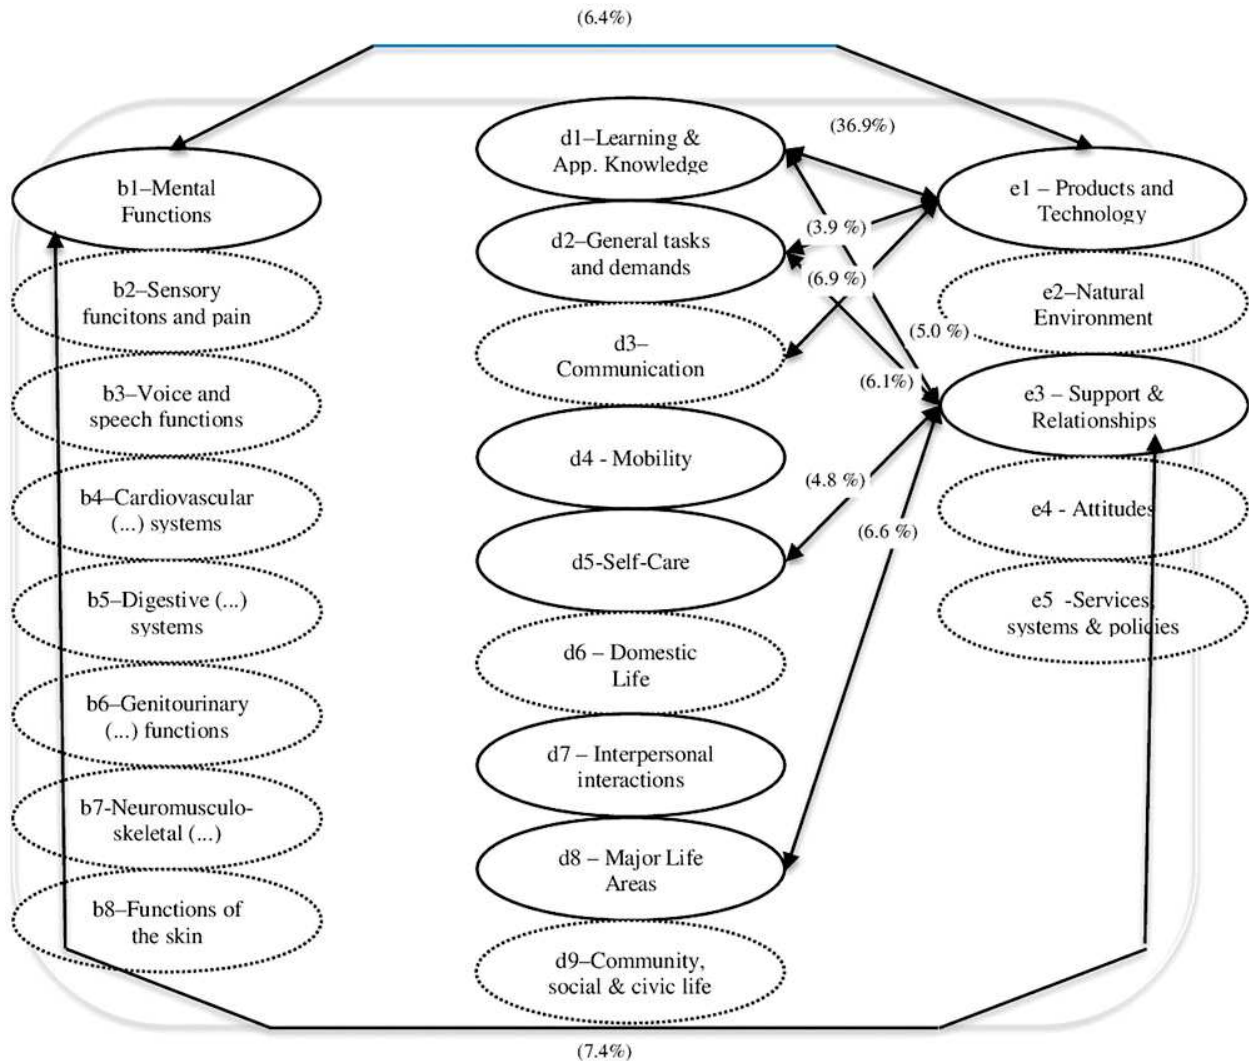 (6.4%)
b1–Mental
Functions
b2–Sensory
funcitons and pain
b3–Voice and
speech functions
b4–Cardiovascular
(...) systems
b5–Digestive (...)
systems
b6–Genitourinary
(...) functions
b7-Neuromusculo-
skeletal (...)
b8–Functions of
the skin
d1–Learning &
App. Knowledge
d2–General tasks
and demands
d3–
Communication
d4 - Mobility
d5-Self-Care
d6 – Domestic
Life
d7 – Interpersonal
interactions
d8 – Major Life
Areas
d9–Community,
social & civic life
(36.9%)
(3.9 %)
(6.9 %)
(5.0 %)
(6.1%)
(4.8 %)
(6.6 %)
e1 – Products and
Technology
e2–Natural
Environment
e3 – Support &
Relationships
e4 - Attitudes
e5 -Services,
systems & policies
(7.4%)